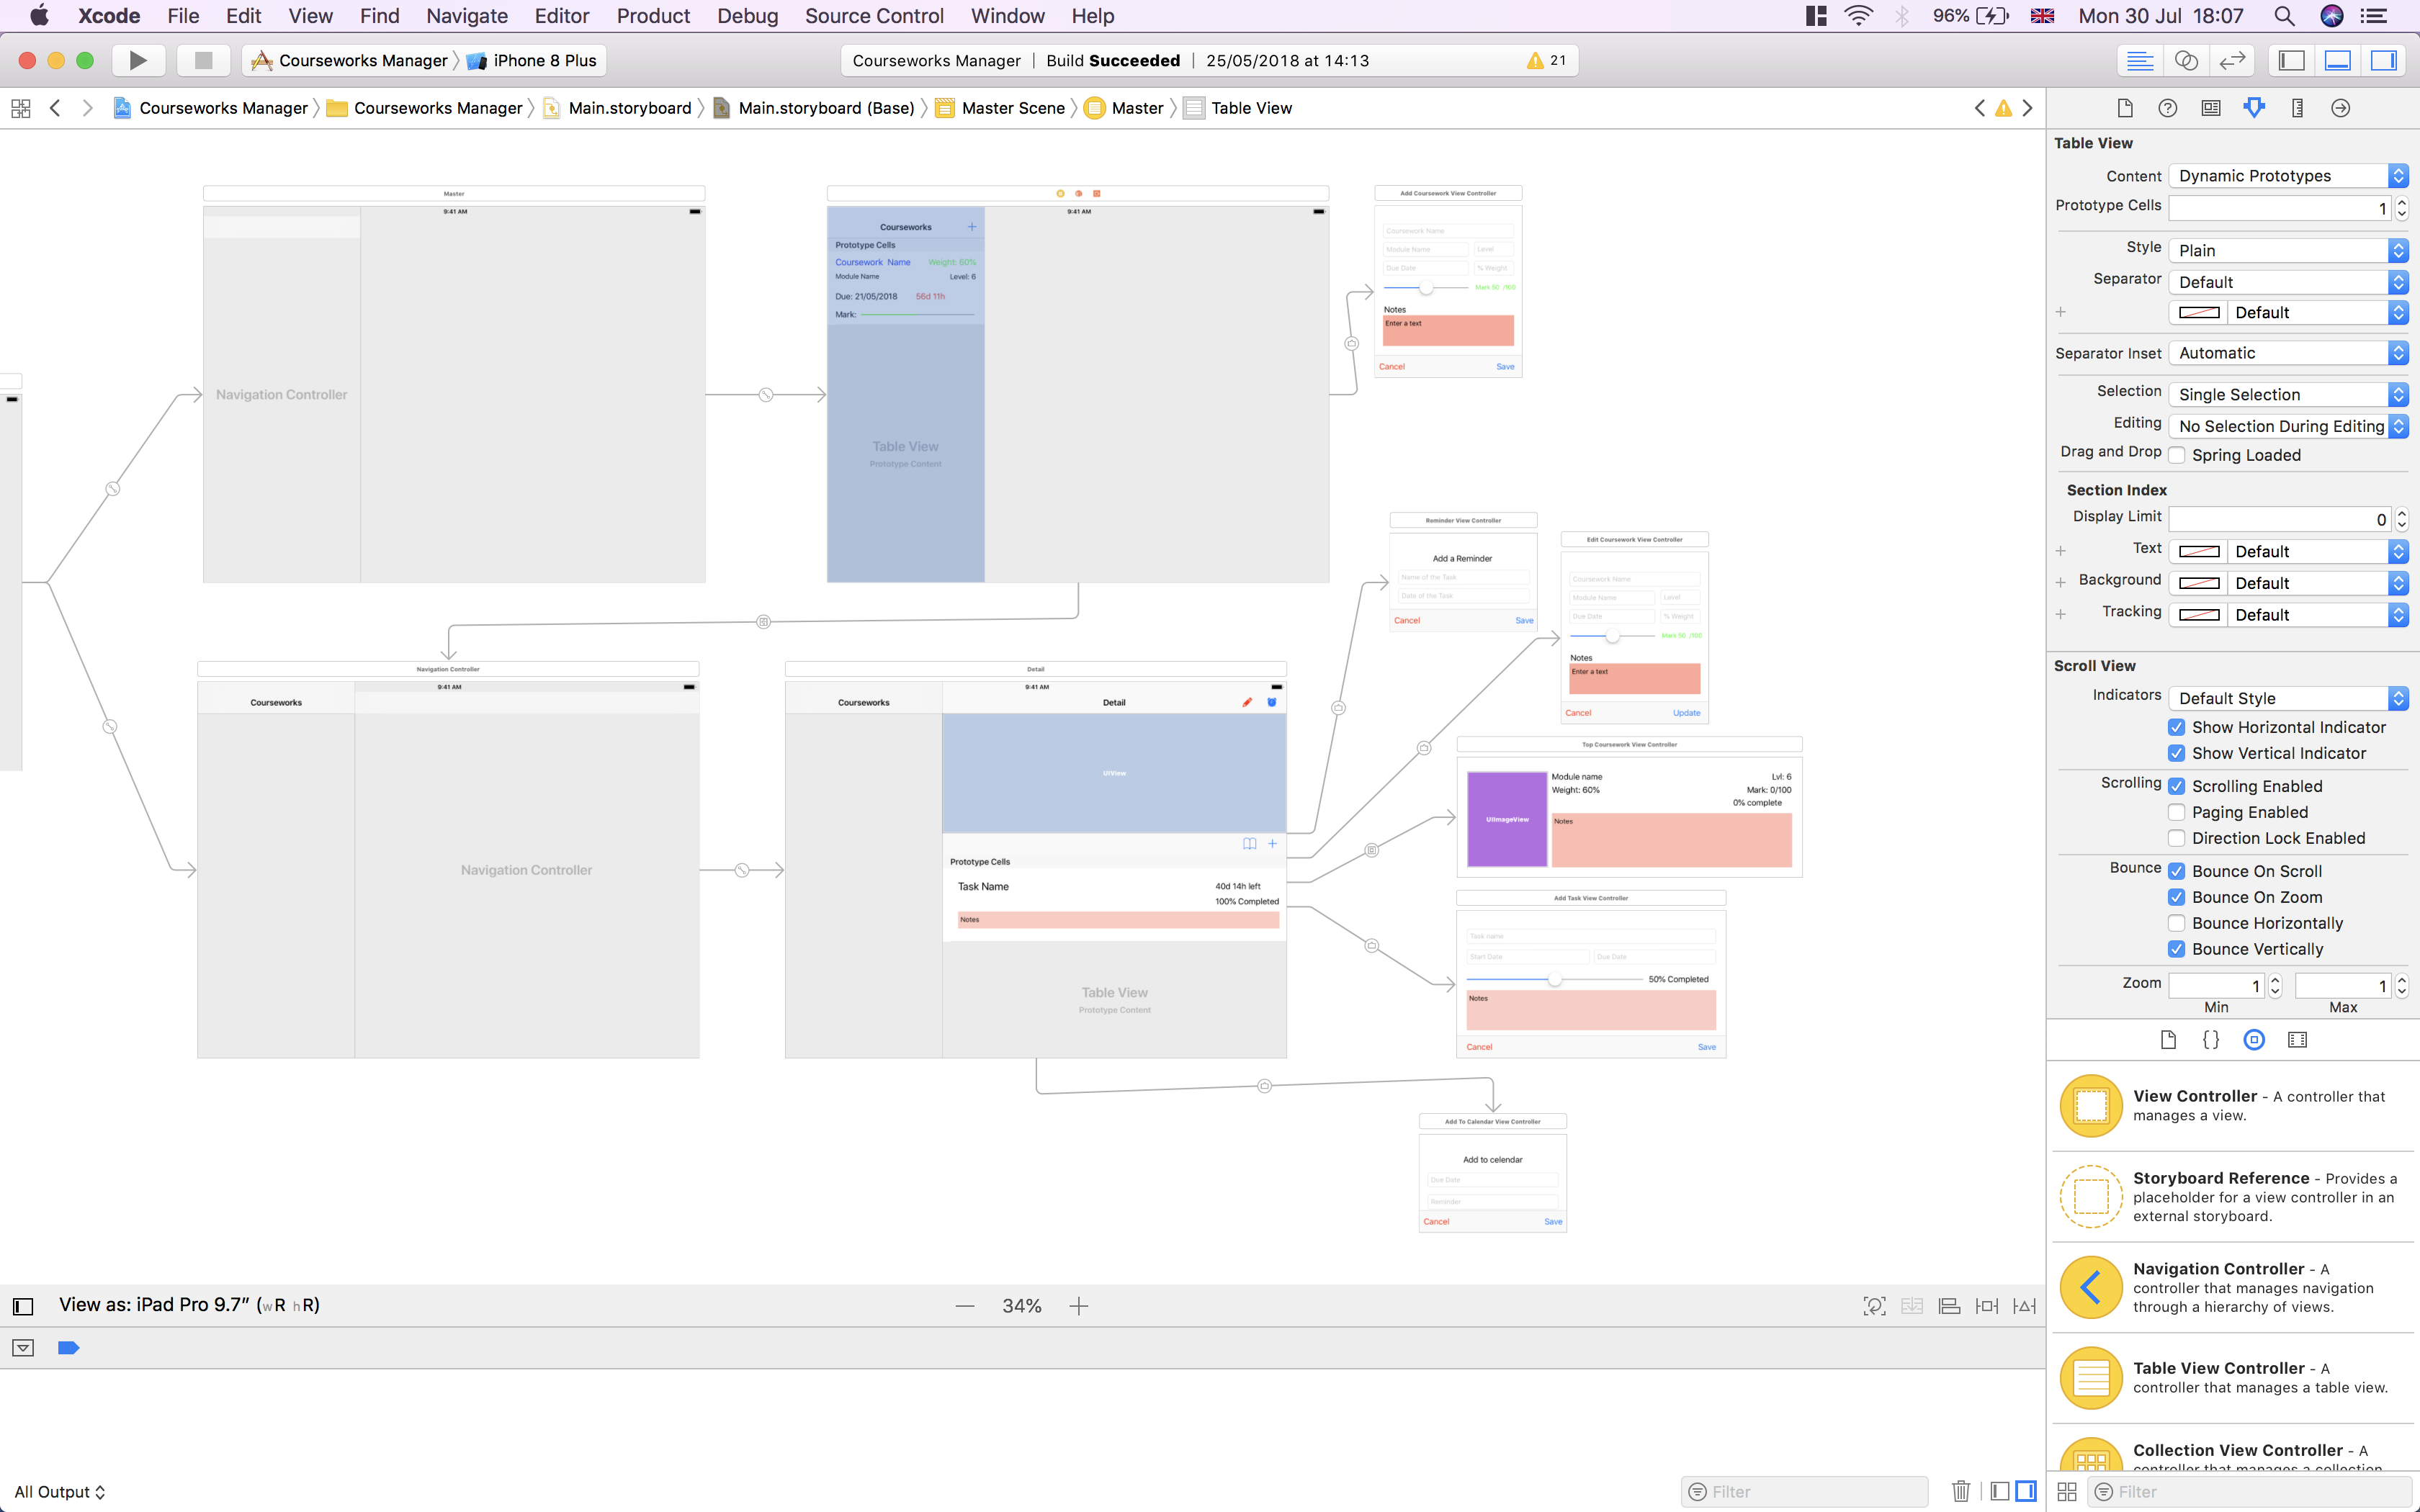 Xcode File Edit View Find Navigate Editor Product Debug Source Control Window Help 96% Mon 30 Jul 18:07
Courseworks Manager iPhone 8 Plus Courseworks Manager | Build Succeeded | 25/05/2018 at 14:13 21
Courseworks Manager Courseworks Manager Main.storyboard Main.storyboard (Base) Master Scene Master Table View
Master
9:41 AM
Navigation Controller
9:41 AM
Courseworks
Prototype Cells
Coursework Name Weight: 60%
Module Name Level: 6
Due: 21/05/2018 56d 11h
Mark:
Table View
Prototype Content
Add Coursework View Controller
Coursework Name
Module Name Level
Due Date % Weight
Mark 50 /100
Notes
Enter a text
Cancel Save
Reminder View Controller
Add a Reminder
Name of the Task
Date of the Task
Cancel Save
Edit Coursework View Controller
Coursework Name
Module Name Level
Due Date % Weight
Mark 50 /100
Notes
Enter a text
Cancel Update
Navigation Controller
9:41 AM
Courseworks
Navigation Controller
Detail
9:41 AM
Courseworks Detail
UIView
Prototype Cells
Task Name 40d 14h left
100% Completed
Notes
Table View
Prototype Content
Top Coursework View Controller
UIImageView
Module name Lvl: 6
Weight: 60% Mark: 0/100
0% complete
Notes
Add Task View Controller
Task name
Start Date Due Date
50% Completed
Notes
Cancel Save
Add To Calendar View Controller
Add to calendar
Due Date
Reminder
Cancel Save
View as: iPad Pro 9.7" (wR hR) 34%
All Output Filter
Table View
Content Dynamic Prototypes
Prototype Cells 1
Style Plain
Separator Default
Default
Separator Inset Automatic
Selection Single Selection
Editing No Selection During Editing
Drag and Drop Spring Loaded
Section Index
Display Limit 0
Text Default
Background Default
Tracking Default
Scroll View
Indicators Default Style
Show Horizontal Indicator
Show Vertical Indicator
Scrolling Scrolling Enabled
Paging Enabled
Direction Lock Enabled
Bounce Bounce On Scroll
Bounce On Zoom
Bounce Horizontally
Bounce Vertically
Zoom 1 1
Min Max
View Controller - A controller that
manages a view.
Storyboard Reference - Provides a
placeholder for a view controller in an
external storyboard.
Navigation Controller - A
controller that manages navigation
through a hierarchy of views.
Table View Controller - A
controller that manages a table view.
Collection View Controller - A
controller that manages a collection
Filter